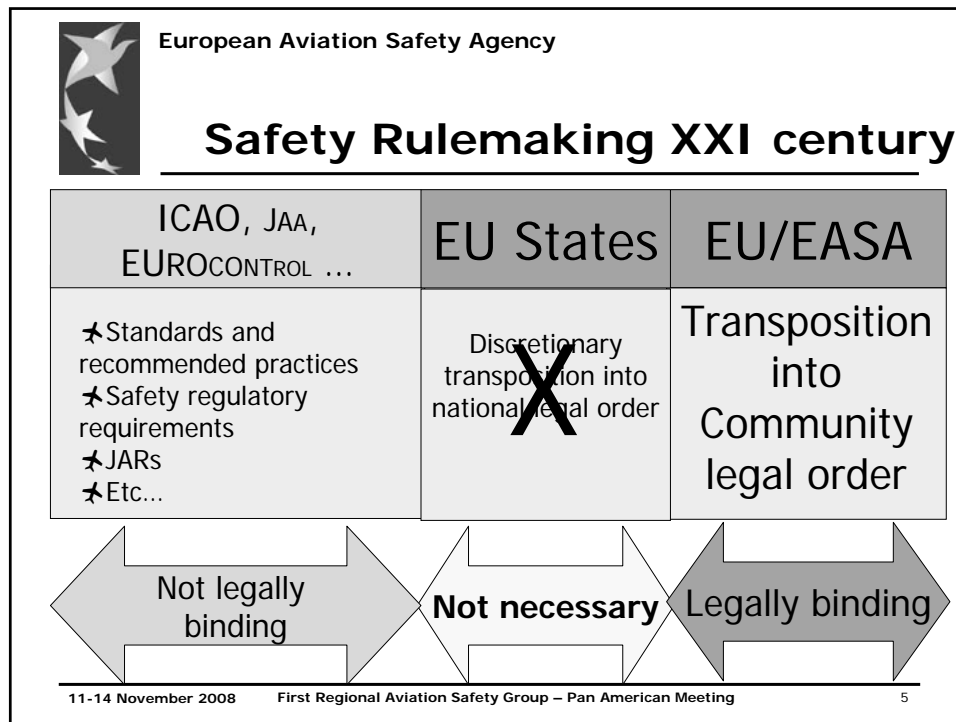 European Aviation Safety Agency
Safety Rulemaking XXI century
ICAO, JAA,
EUROCONTROL ...
EU States
EU/EASA
Standards and
recommended practices
Safety regulatory
requirements
JARs
Etc...
Discretionary
transposition into
national legal order
X
Transposition
into
Community
legal order
Not legally
binding
Not necessary
Legally binding
11-14 November 2008 First Regional Aviation Safety Group – Pan American Meeting 5